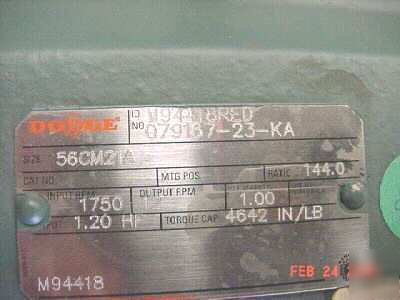 DODGE
ID NO M94418RED
079187-23-KA
SIZE 56CM21A
CAT NO. MTG POS. RATIO 144.0
INPUT RPM 1750 OUTPUT RPM 1.00
1.20 HP TORQUE CAP 4642 IN/LB
M94418
FEB 24